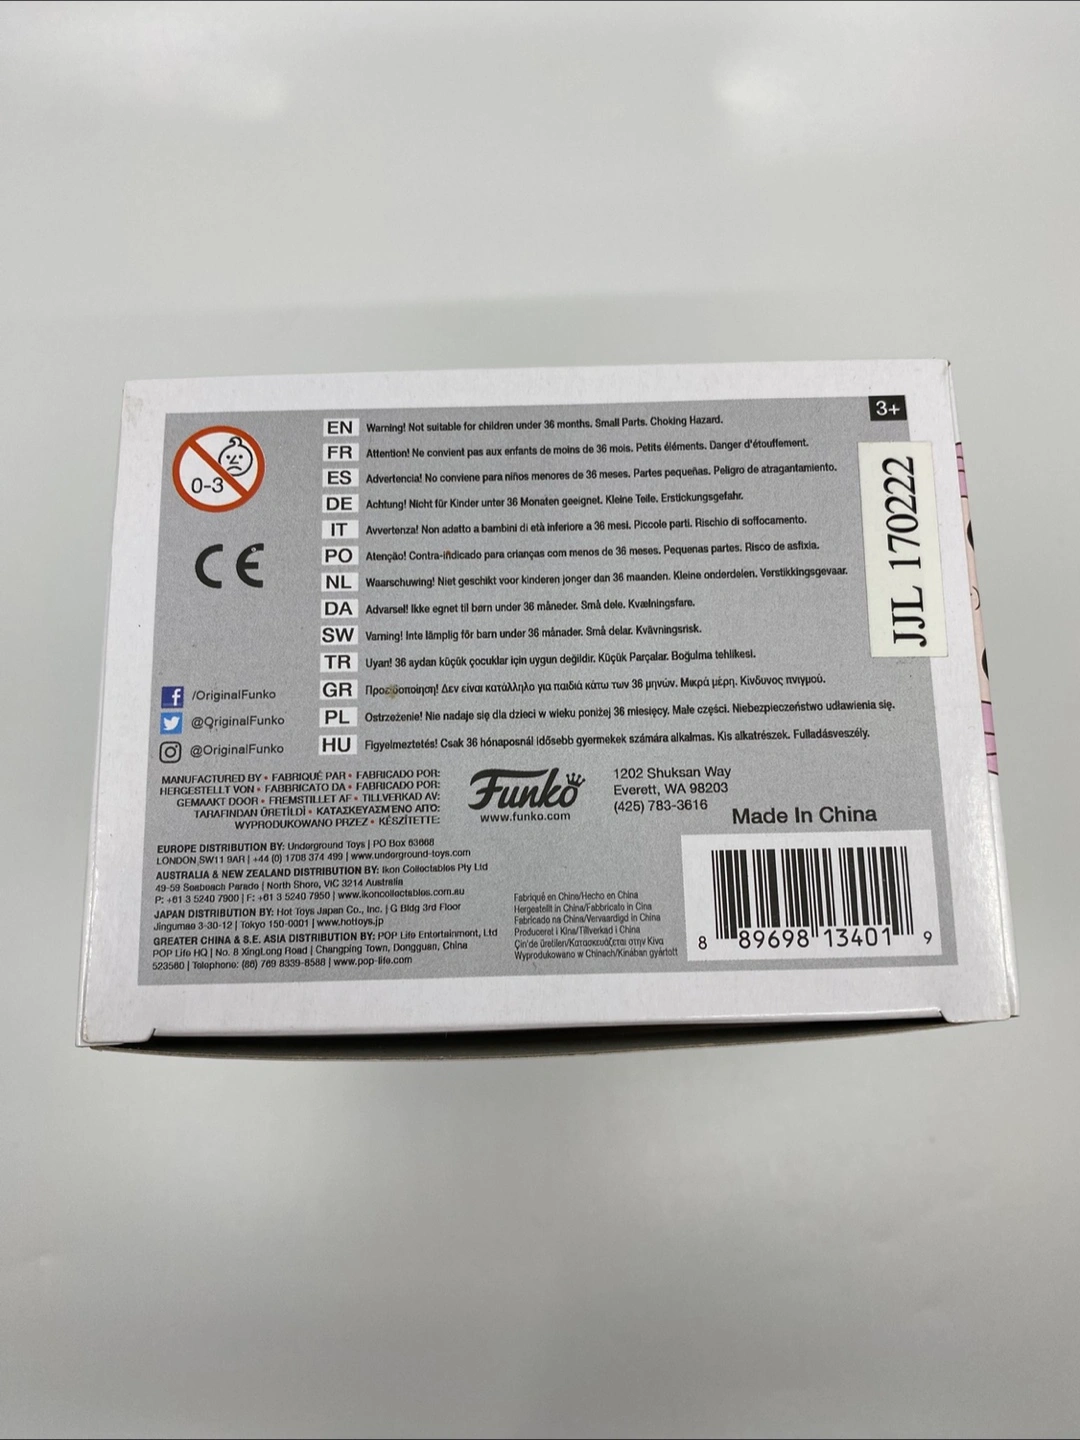 3+
0-3
CE
EN Warning! Not suitable for children under 36 months. Small Parts. Choking Hazard.
FR Attention! Ne convient pas aux enfants de moins de 36 mois. Petits éléments. Danger d'étouffement.
ES Advertencia! No conviene para niños menores de 36 meses. Partes pequeñas. Peligro de atragantamiento.
DE Achtung! Nicht für Kinder unter 36 Monaten geeignet. Kleine Teile. Erstickungsgefahr.
IT Avvertenza! Non adatto a bambini di età inferiore a 36 mesi. Piccole parti. Rischio di soffocamento.
PO Atenção! Contra-indicado para crianças com menos de 36 meses. Pequenas partes. Risco de asfixia.
NL Waarschuwing! Niet geschikt voor kinderen jonger dan 36 maanden. Kleine onderdelen. Verstikkingsgevaar.
DA Advarsel! Ikke egnet til børn under 36 måneder. Små dele. Kvælningsfare.
SW Varning! Inte lämplig för barn under 36 månader. Små delar. Kvävningsrisk.
TR Uyarı! 36 aydan küçük çocuklar için uygun değildir. Küçük Parçalar. Boğulma tehlikesi.
GR Προειδοποίηση! Δεν είναι κατάλληλο για παιδιά κάτω των 36 μηνών. Μικρά μέρη. Κίνδυνος πνιγμού.
PL Ostrzeżenie! Nie nadaje się dla dzieci w wieku poniżej 36 miesięcy. Małe części. Niebezpieczeństwo udławienia się.
HU Figyelmeztetés! Csak 36 hónaposnál idősebb gyermekek számára alkalmas. Kis alkatrészek. Fulladásveszély.
JJL 170222
/OriginalFunko
@OriginalFunko
@OriginalFunko
MANUFACTURED BY • FABRIQUÉ PAR • FABRICADO POR:
HERGESTELLT VON • FABBRICATO DA • FABRICADO POR:
GEMAAKT DOOR • FREMSTILLET AF • TILLVERKAD AV:
TARAFINDAN ÜRETİLDİ • ΚΑΤΑΣΚΕΥΑΣΜΕΝΟ ΑΠΟ:
WYPRODUKOWANO PRZEZ • KÉSZÍTETTE:
Funko
www.funko.com
1202 Shuksan Way
Everett, WA 98203
(425) 783-3616
Made In China
EUROPE DISTRIBUTION BY: Underground Toys | PO Box 63668
LONDON SW11 9AR | +44 (0) 1708 374 499 | www.underground-toys.com
AUSTRALIA & NEW ZEALAND DISTRIBUTION BY: Ikon Collectables Pty Ltd
49-59 Seabeach Parade | North Shore, VIC 3214 Australia
P: +61 3 5240 7900 | F: +61 3 5240 7950 | www.ikoncollectables.com.au
JAPAN DISTRIBUTION BY: Hot Toys Japan Co., Inc. | G Bldg 3rd Floor
Jingumae 3-30-12 | Tokyo 150-0001 | www.hottoys.jp
GREATER CHINA & S.E. ASIA DISTRIBUTION BY: POP Life Entertainment, Ltd
POP Life HQ | No. 8 XingLong Road | Changping Town, Dongguan, China
523560 | Telephone: (86) 769 8339-8588 | www.pop-life.com
Fabriqué en Chine/Hecho en China
Hergestellt in China/Fabbricato in Cina
Fabricado na China/Vervaardigd in China
Produceret i Kina/Tillverkad i China
Çin'de üretilen/Κατασκευάζεται στην Κίνα
Wyprodukowano w Chinach/Kínában gyártott
8 89698 13401 9